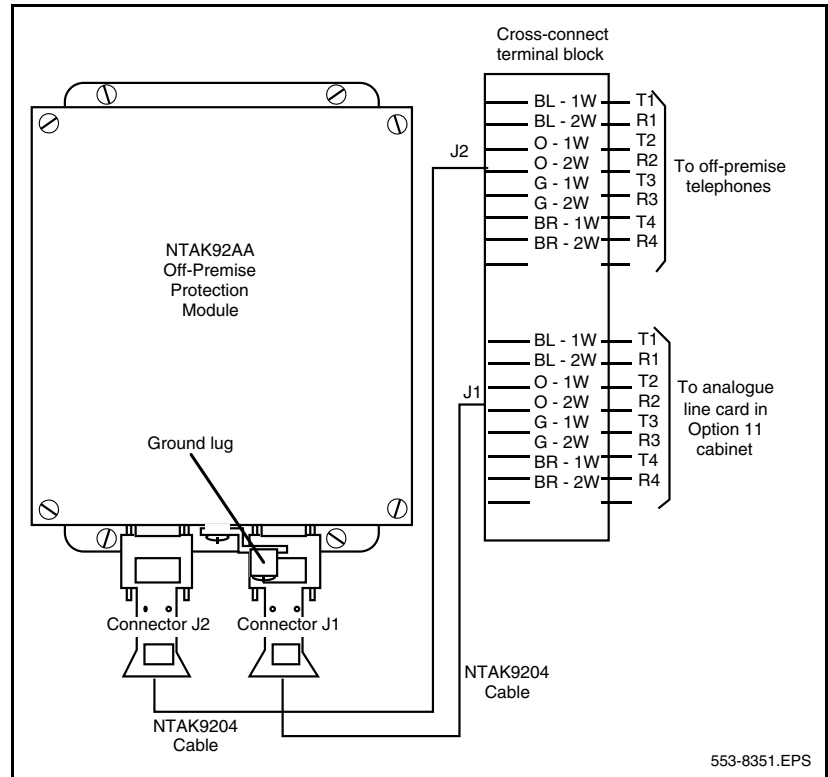 Cross-connect
terminal block
BL - 1W T1
BL - 2W R1
O - 1W T2
J2
O - 2W R2
G - 1W T3
G - 2W R3
BR - 1W T4
BR - 2W R4
To off-premise
telephones
NTAK92AA
Off-Premise
Protection
Module
BL - 1W T1
BL - 2W R1
O - 1W T2
J1
O - 2W R2
G - 1W T3
G - 2W R3
BR - 1W T4
BR - 2W R4
To analogue
line card in
Option 11
cabinet
Ground lug
Connector J2
Connector J1
NTAK9204
Cable
NTAK9204
Cable
553-8351.EPS